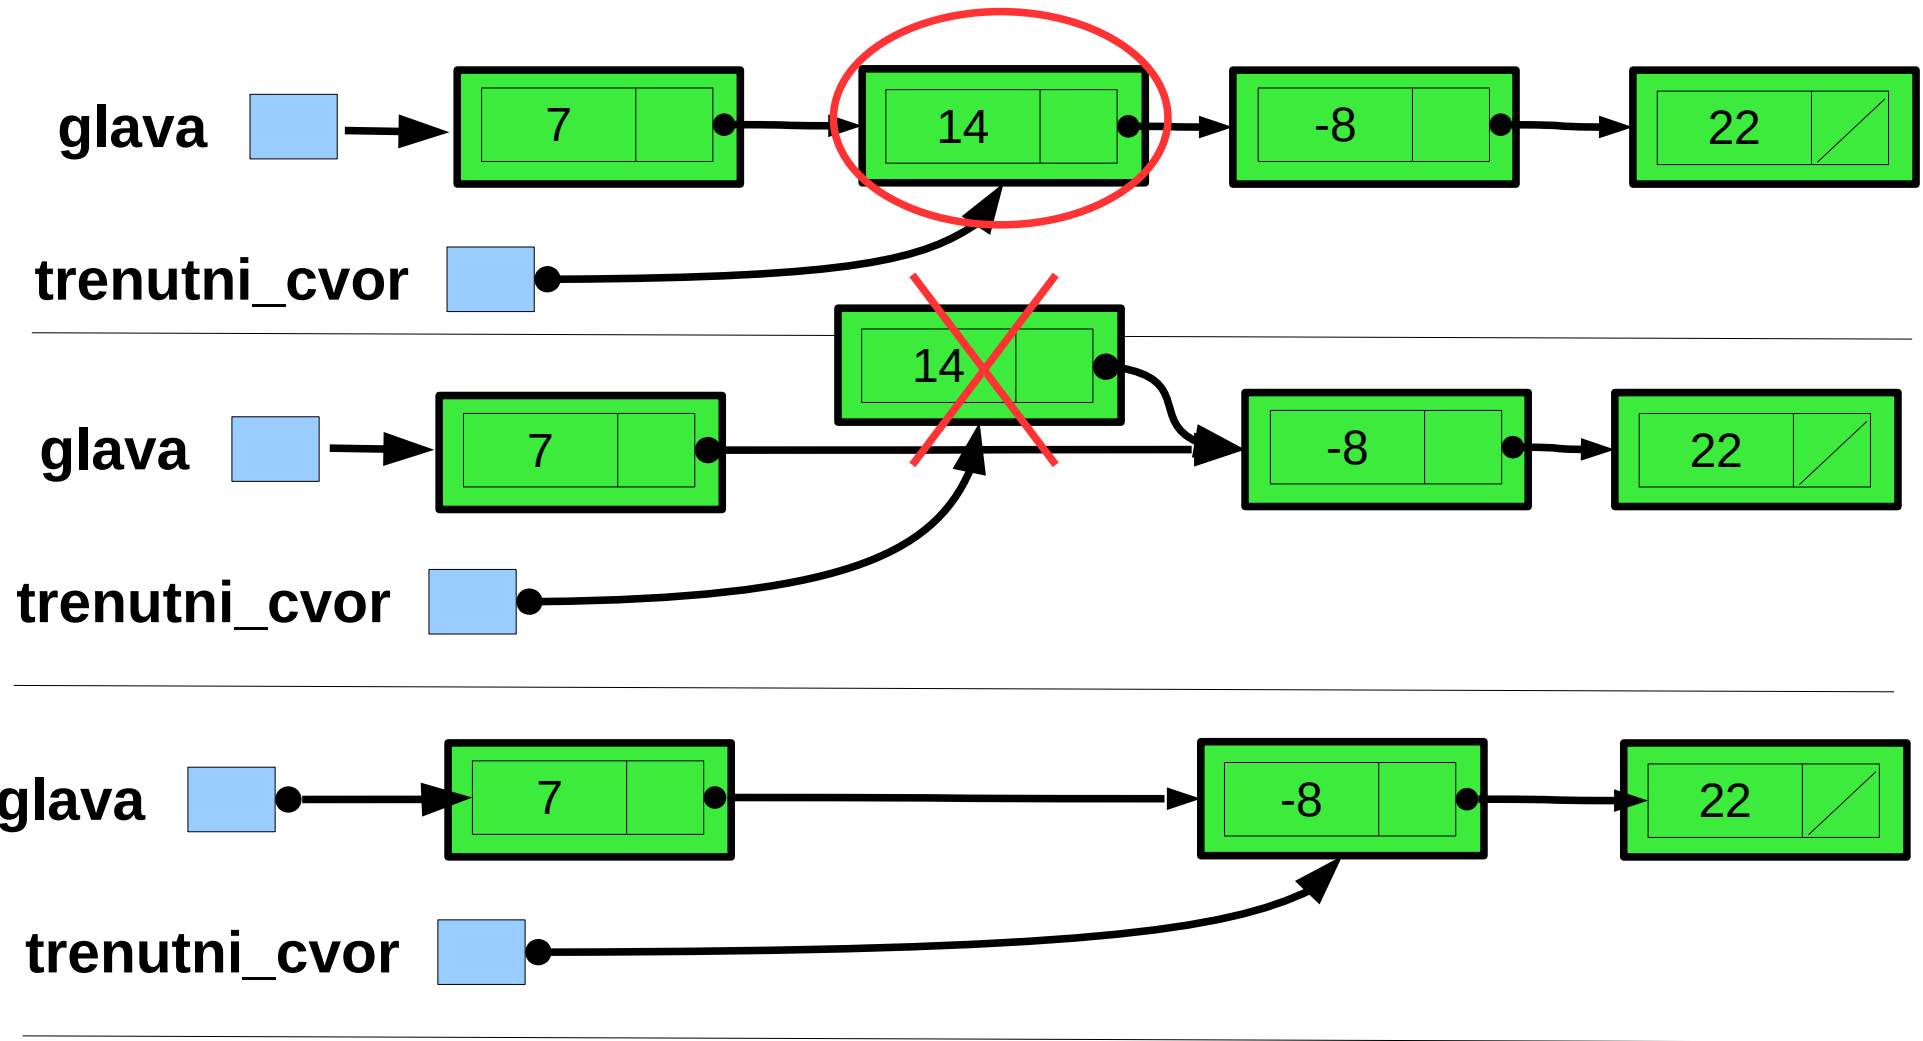 glava 7 14 -8 22
trenutni_cvor
14
glava 7 -8 22
trenutni_cvor
glava 7 -8 22
trenutni_cvor